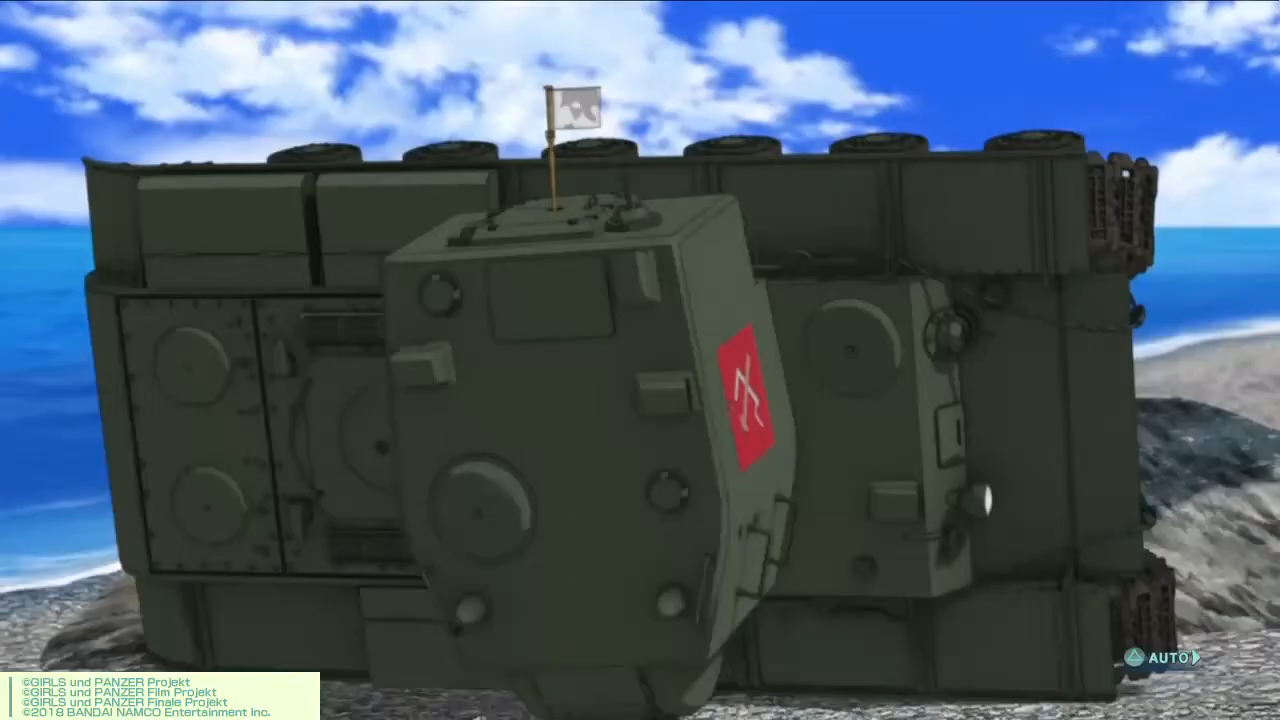 AUTO
©GIRLS und PANZER Projekt
©GIRLS und PANZER Film Projekt
©GIRLS und PANZER Finale Projekt
©2018 BANDAI NAMCO Entertainment Inc.